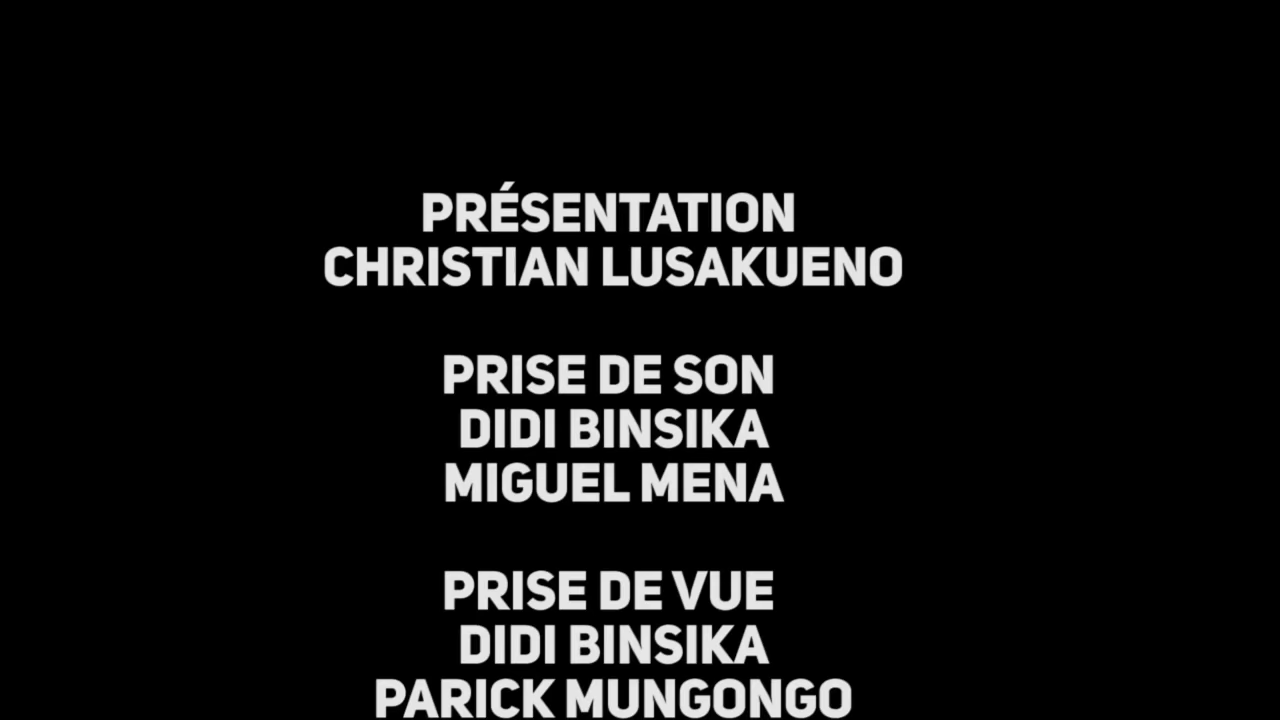 PRÉSENTATION
CHRISTIAN LUSAKUENO
PRISE DE SON
DIDI BINSIKA
MIGUEL MENA
PRISE DE VUE
DIDI BINSIKA
PARICK MUNGONGO